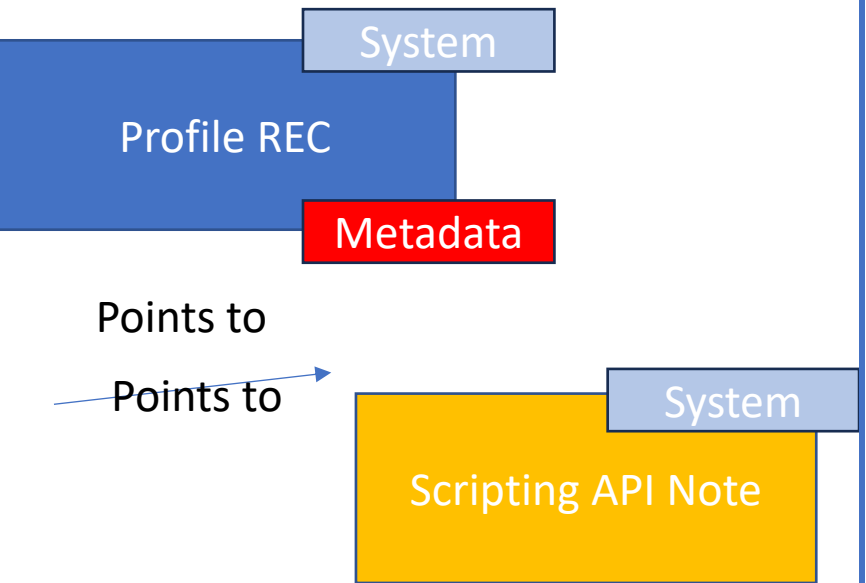 System
Profile REC
Metadata
Points to
Points to
System
Scripting API Note